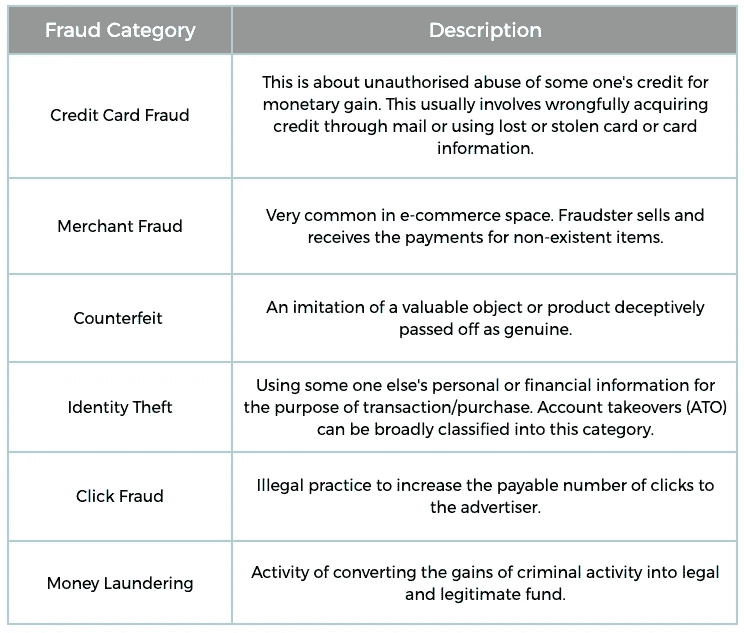 Fraud Category
Description
Credit Card Fraud
This is about unauthorised abuse of some one's credit for
monetary gain. This usually involves wrongfully acquiring
credit through mail or using lost or stolen card or card
information.
Merchant Fraud
Very common in e-commerce space. Fraudster sells and
receives the payments for non-existent items.
Counterfeit
An imitation of a valuable object or product deceptively
passed off as genuine.
Identity Theft
Using some one else's personal or financial information for
the purpose of transaction/purchase. Account takeovers (ATO)
can be broadly classified into this category.
Click Fraud
Illegal practice to increase the payable number of clicks to
the advertiser.
Money Laundering
Activity of converting the gains of criminal activity into legal
and legitimate fund.